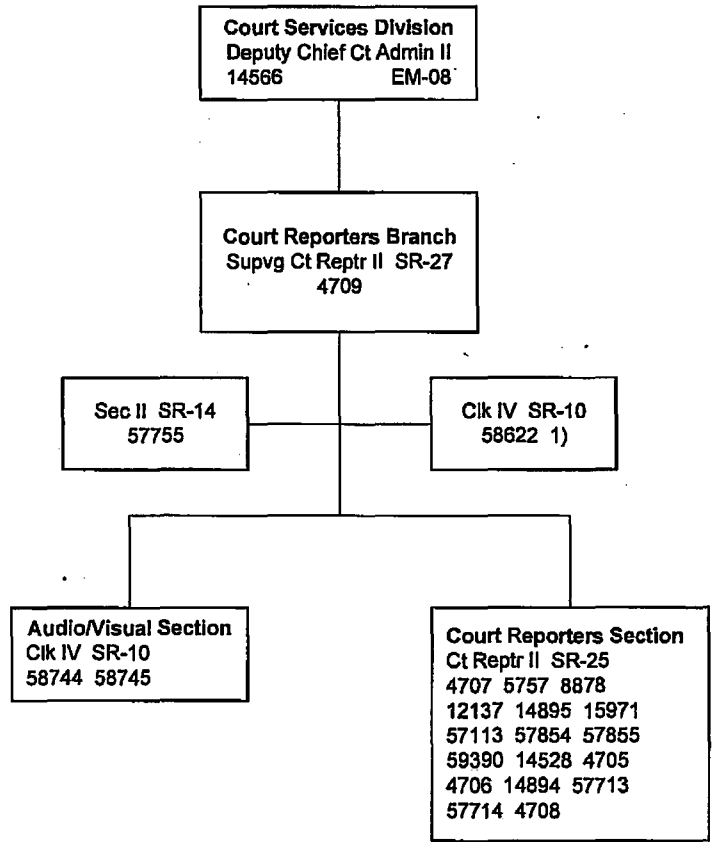 Court Services Division
Deputy Chief Ct Admin II
14566 EM-08
Court Reporters Branch
Supvg Ct Reptr II SR-27
4709
Sec II SR-14
57755
Clk IV SR-10
58622 1)
Audio/Visual Section
Clk IV SR-10
58744 58745
Court Reporters Section
Ct Reptr II SR-25
4707 5757 8878
12137 14895 15971
57113 57854 57855
59390 14528 4705
4706 14894 57713
57714 4708